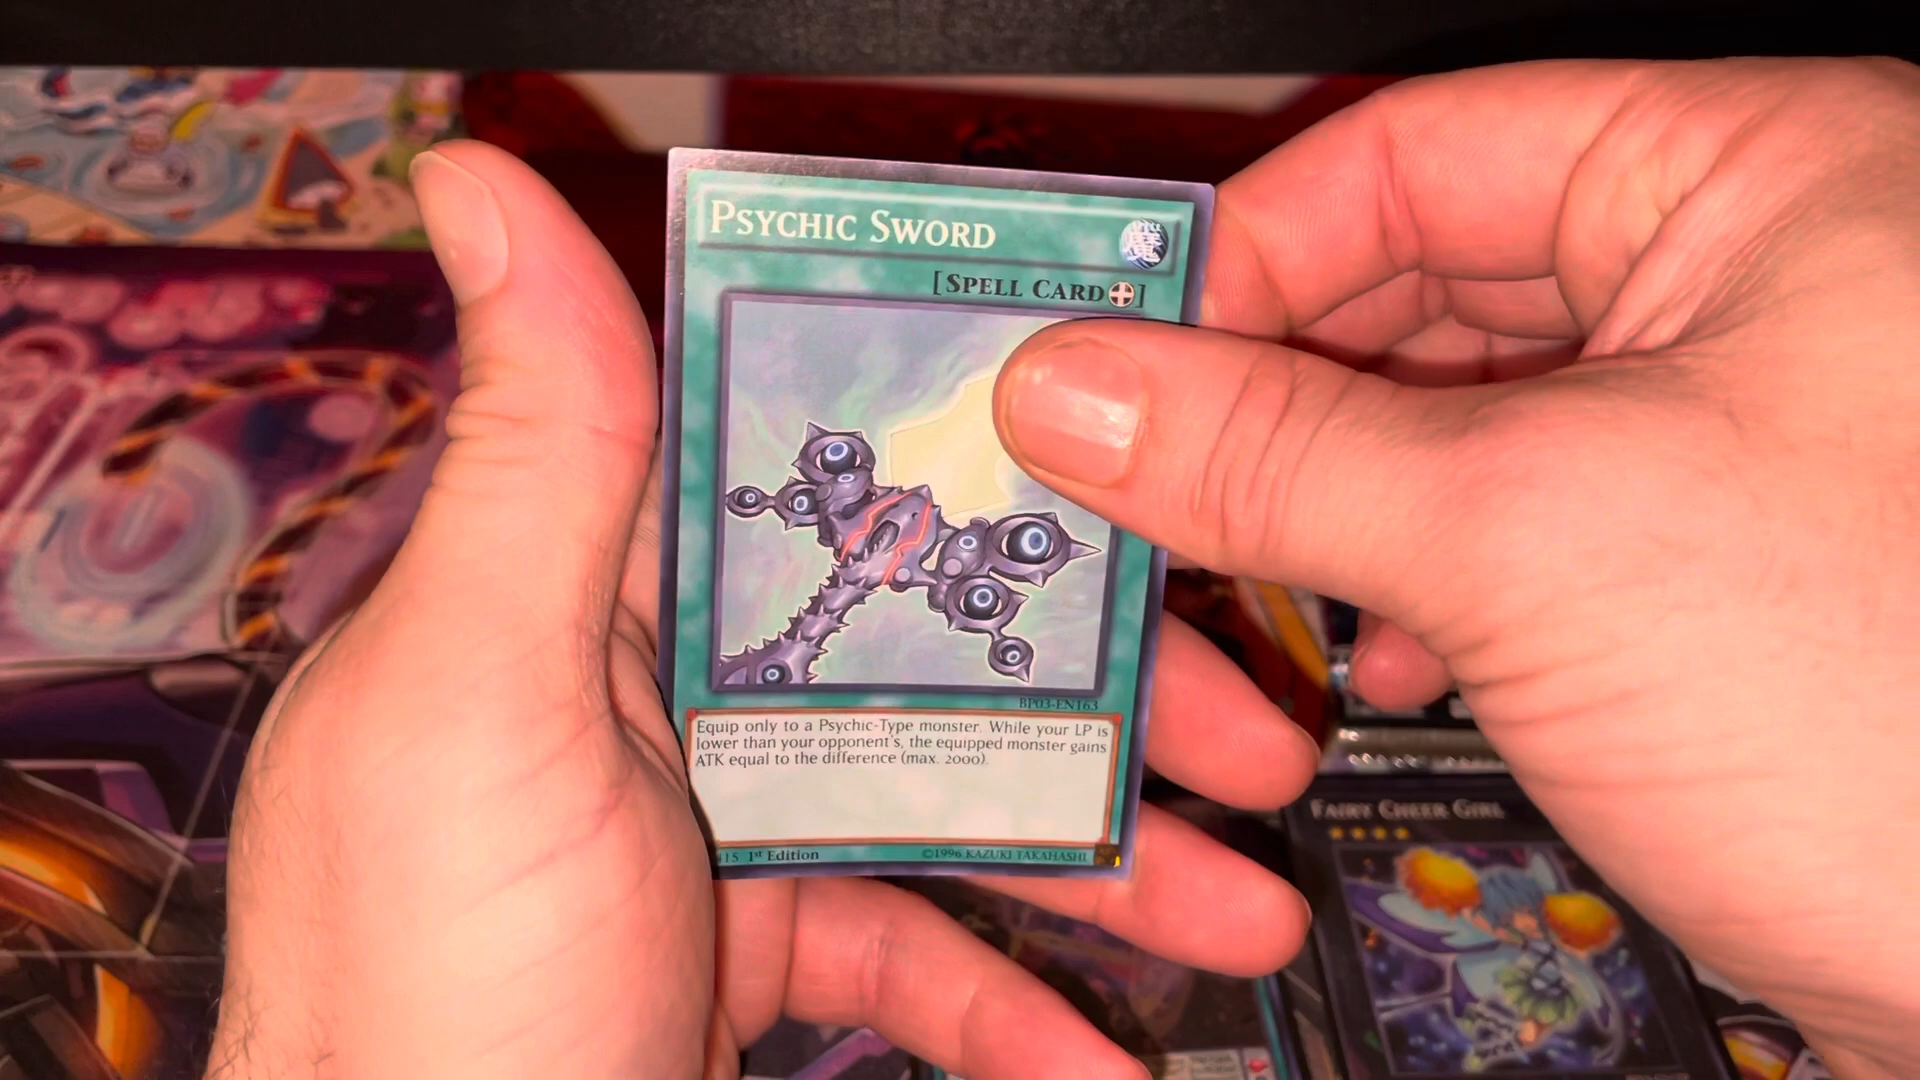 PSYCHIC SWORD
[SPELL CARD]
BP03-EN163
Equip only to a Psychic-Type monster. While your LP is
lower than your opponent's, the equipped monster gains
ATK equal to the difference (max. 2000).
1st Edition
©1996 KAZUKI TAKAHASHI
FAIRY CHEER GIRL